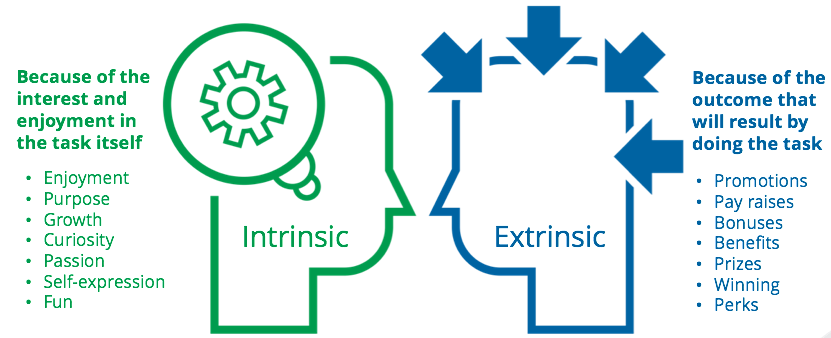 Because of the
interest and
enjoyment in
the task itself
• Enjoyment
• Purpose
• Growth
• Curiosity
• Passion
• Self-expression
• Fun
Intrinsic
Extrinsic
Because of the
outcome that
will result by
doing the task
• Promotions
• Pay raises
• Bonuses
• Benefits
• Prizes
• Winning
• Perks